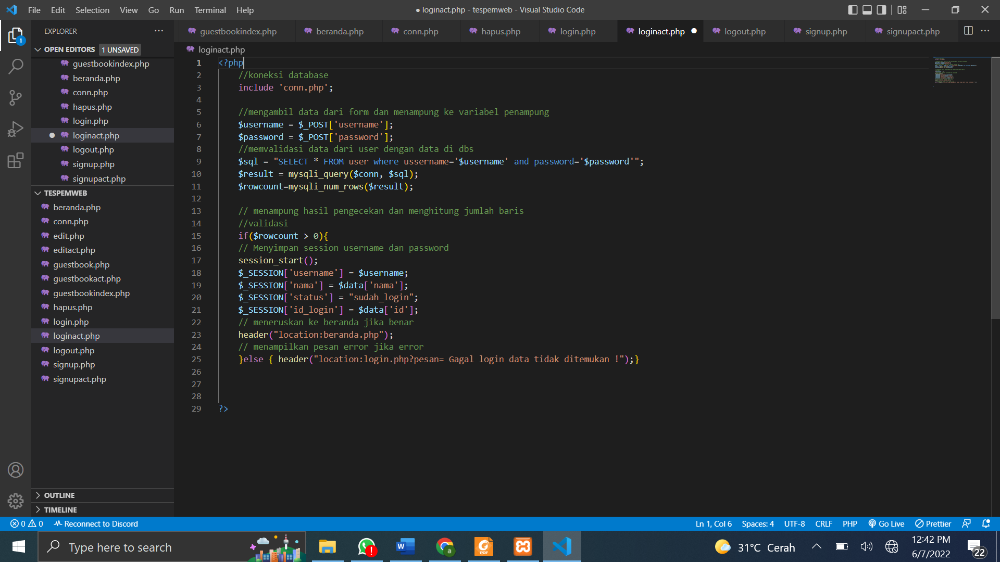 File Edit Selection View Go Run Terminal Help
● loginact.php - tespemweb - Visual Studio Code
EXPLORER
OPEN EDITORS 1 UNSAVED
guestbookindex.php
beranda.php
conn.php
hapus.php
login.php
loginact.php
logout.php
signup.php
signupact.php
TESPEMWEB
beranda.php
conn.php
edit.php
editact.php
guestbook.php
guestbookact.php
guestbookindex.php
hapus.php
login.php
loginact.php
logout.php
signup.php
signupact.php
OUTLINE
TIMELINE
guestbookindex.php beranda.php conn.php hapus.php login.php loginact.php logout.php signup.php signupact.php
loginact.php
1 <?php
2 //koneksi database
3 include 'conn.php';
4
5 //mengambil data dari form dan menampung ke variabel penampung
6 $username = $_POST['username'];
7 $password = $_POST['password'];
8 //memvalidasi data dari user dengan data di dbs
9 $sql = "SELECT * FROM user where ussername='$username' and password='$password'";
10 $result = mysqli_query($conn, $sql);
11 $rowcount=mysqli_num_rows($result);
12
13 // menampung hasil pengecekan dan menghitung jumlah baris
14 //validasi
15 if($rowcount > 0){
16 // Menyimpan session username dan password
17 session_start();
18 $_SESSION['username'] = $username;
19 $_SESSION['nama'] = $data['nama'];
20 $_SESSION['status'] = "sudah_login";
21 $_SESSION['id_login'] = $data['id'];
22 // meneruskan ke beranda jika benar
23 header("location:beranda.php");
24 // menampilkan pesan error jika error
25 }else { header("location:login.php?pesan= Gagal login data tidak ditemukan !");}
26
27
28
29 ?>
1
0 0 Reconnect to Discord
Ln 1, Col 6 Spaces: 4 UTF-8 CRLF PHP Go Live Prettier
Type here to search
W
!
a
PDF
31°C Cerah
12:42 PM
6/7/2022
22